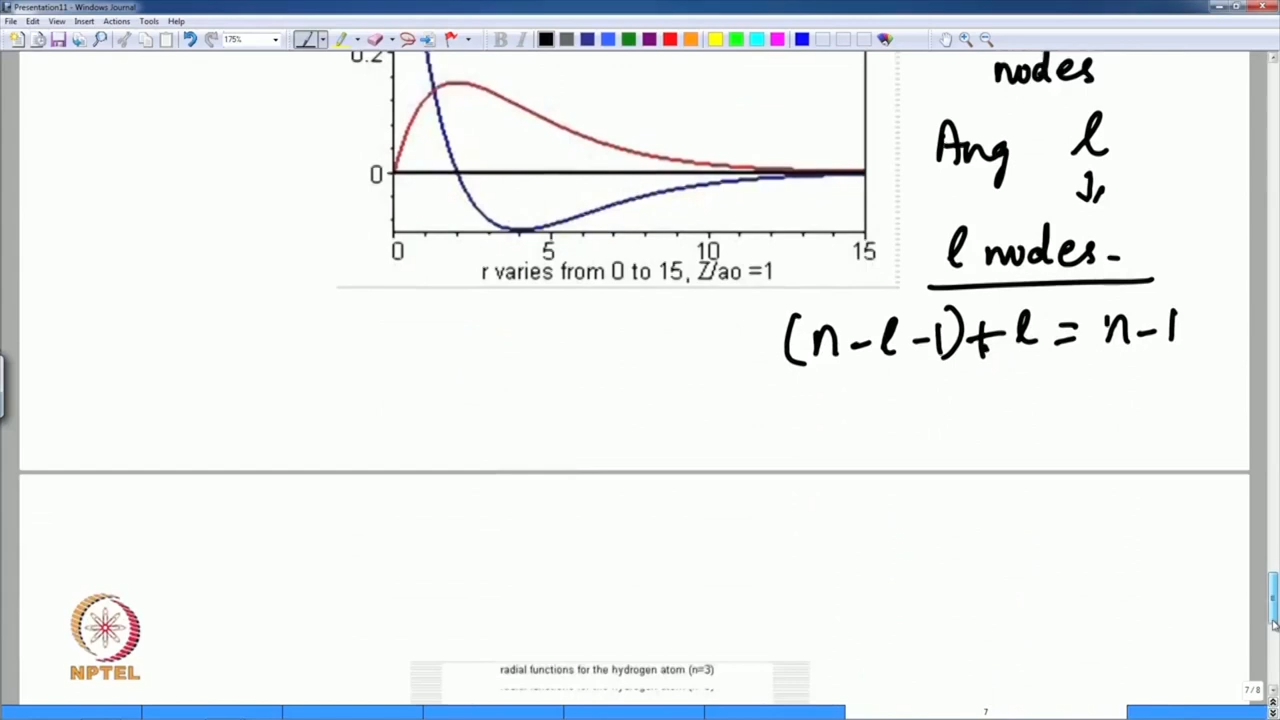 Presentation11 - Windows Journal
File Edit View Insert Actions Tools Help
175%
0.2
0
0 5 10 15
r varies from 0 to 15, Z/ao =1
nodes
Ang l
l nodes-
(n-l-1)+l = n-1
NPTEL
radial functions for the hydrogen atom (n=3)
7/8
7